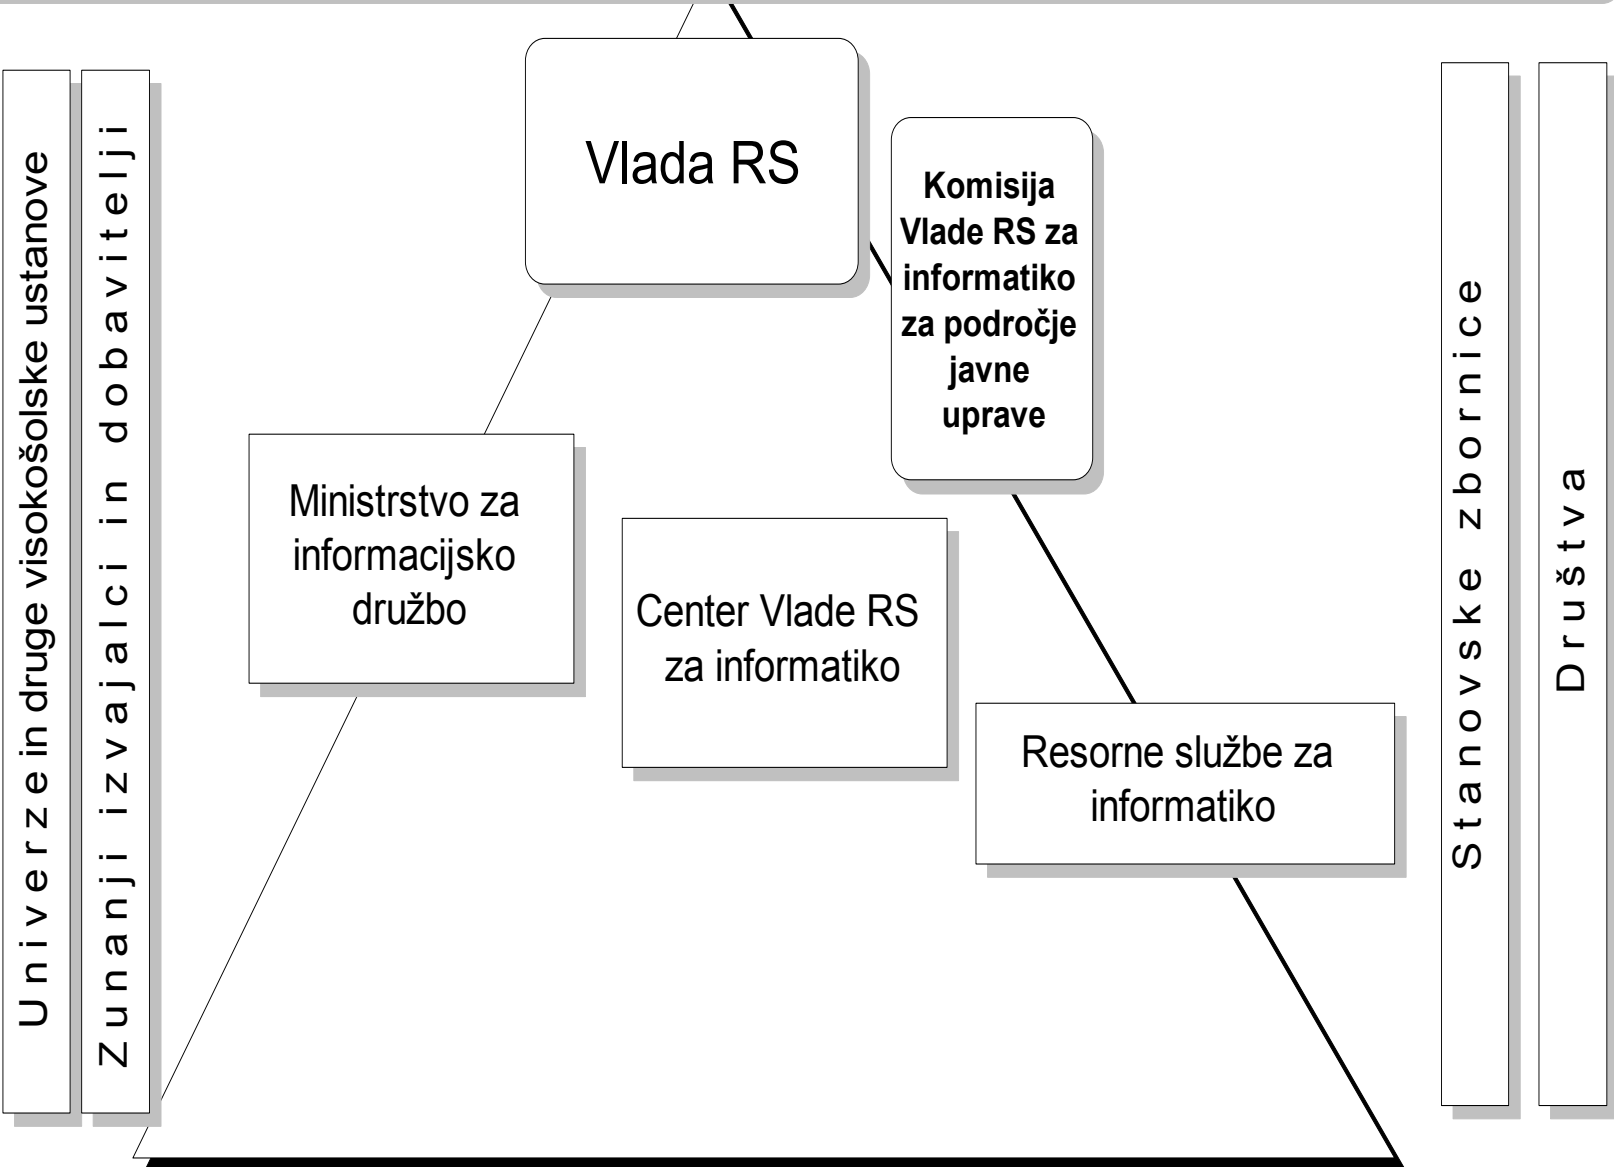 Univerze in druge visokošolske ustanove
Zunanji izvajalci in dobavitelji
Vlada RS
Komisija
Vlade RS za
informatiko
za področje
javne
uprave
Ministrstvo za
informacijsko
družbo
Center Vlade RS
za informatiko
Resorne službe za
informatiko
Stanovske zbornice
Društva